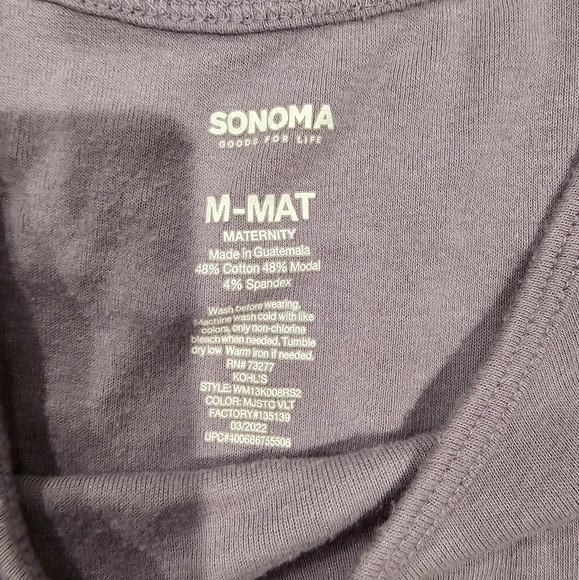 SONOMA
GOODS FOR LIFE
M-MAT
MATERNITY
Made in Guatemala
48% Cotton 48% Modal
4% Spandex
Wash before wearing,
Machine wash cold with like
colors, only non-chlorine
bleach when needed. Tumble
dry low. Warm iron if needed.
RN# 73277
KOHL'S
STYLE: WM13K008RS2
COLOR: MJSTC VLT
FACTORY#135139
03/2022
UPC#400686755506